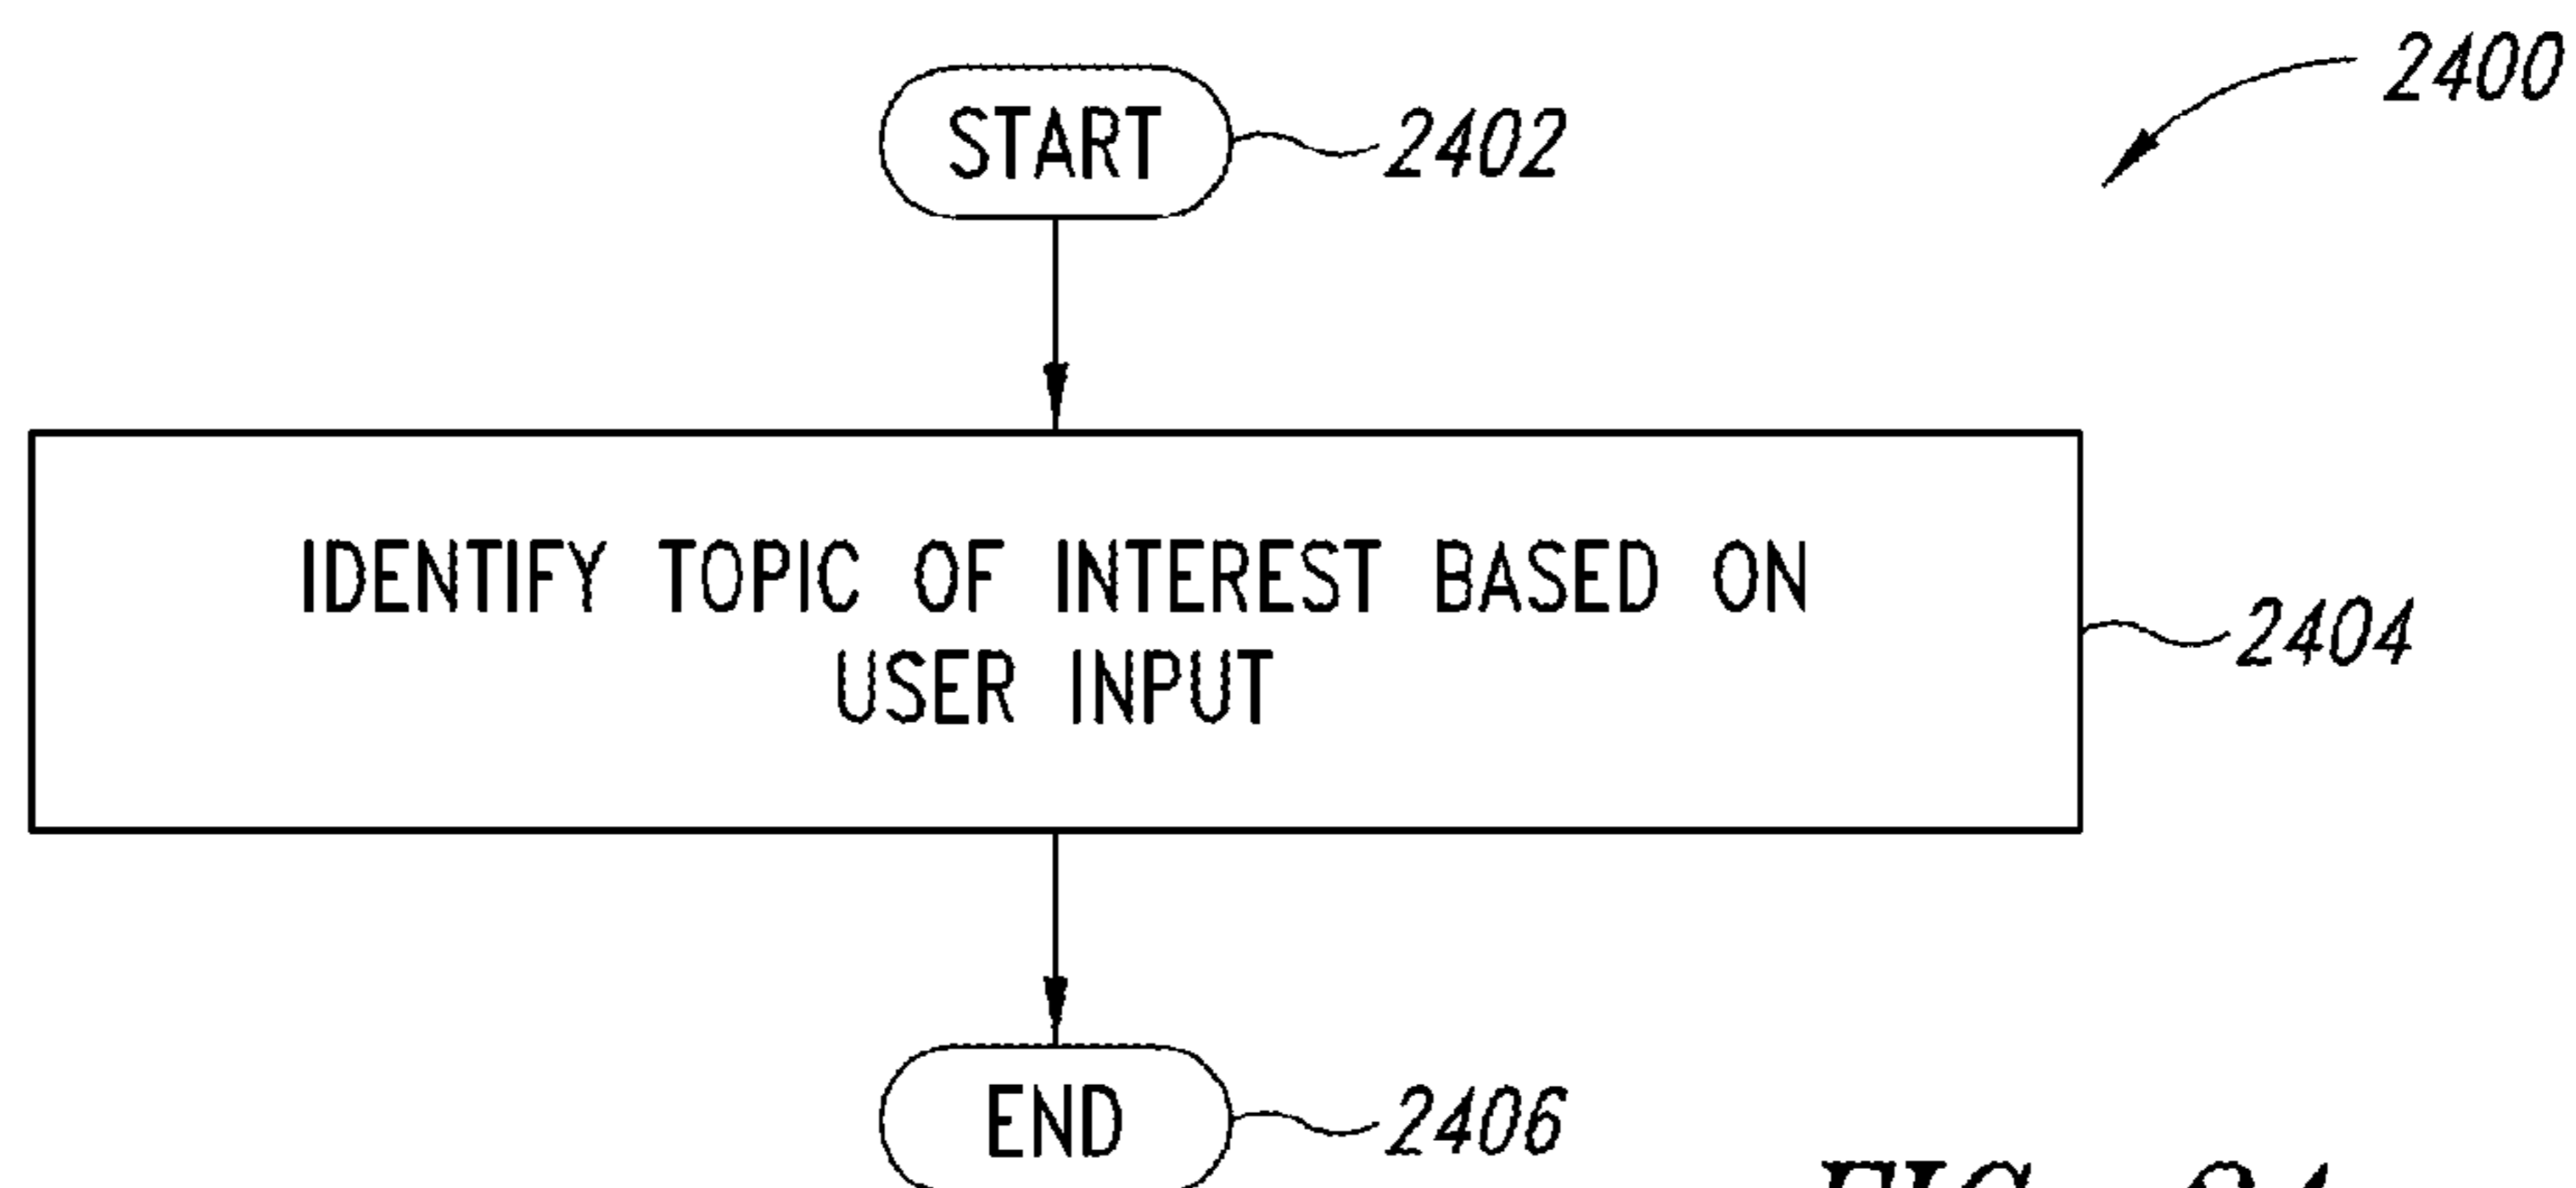 2400
START
2402
IDENTIFY TOPIC OF INTEREST BASED ON
USER INPUT
2404
END
2406